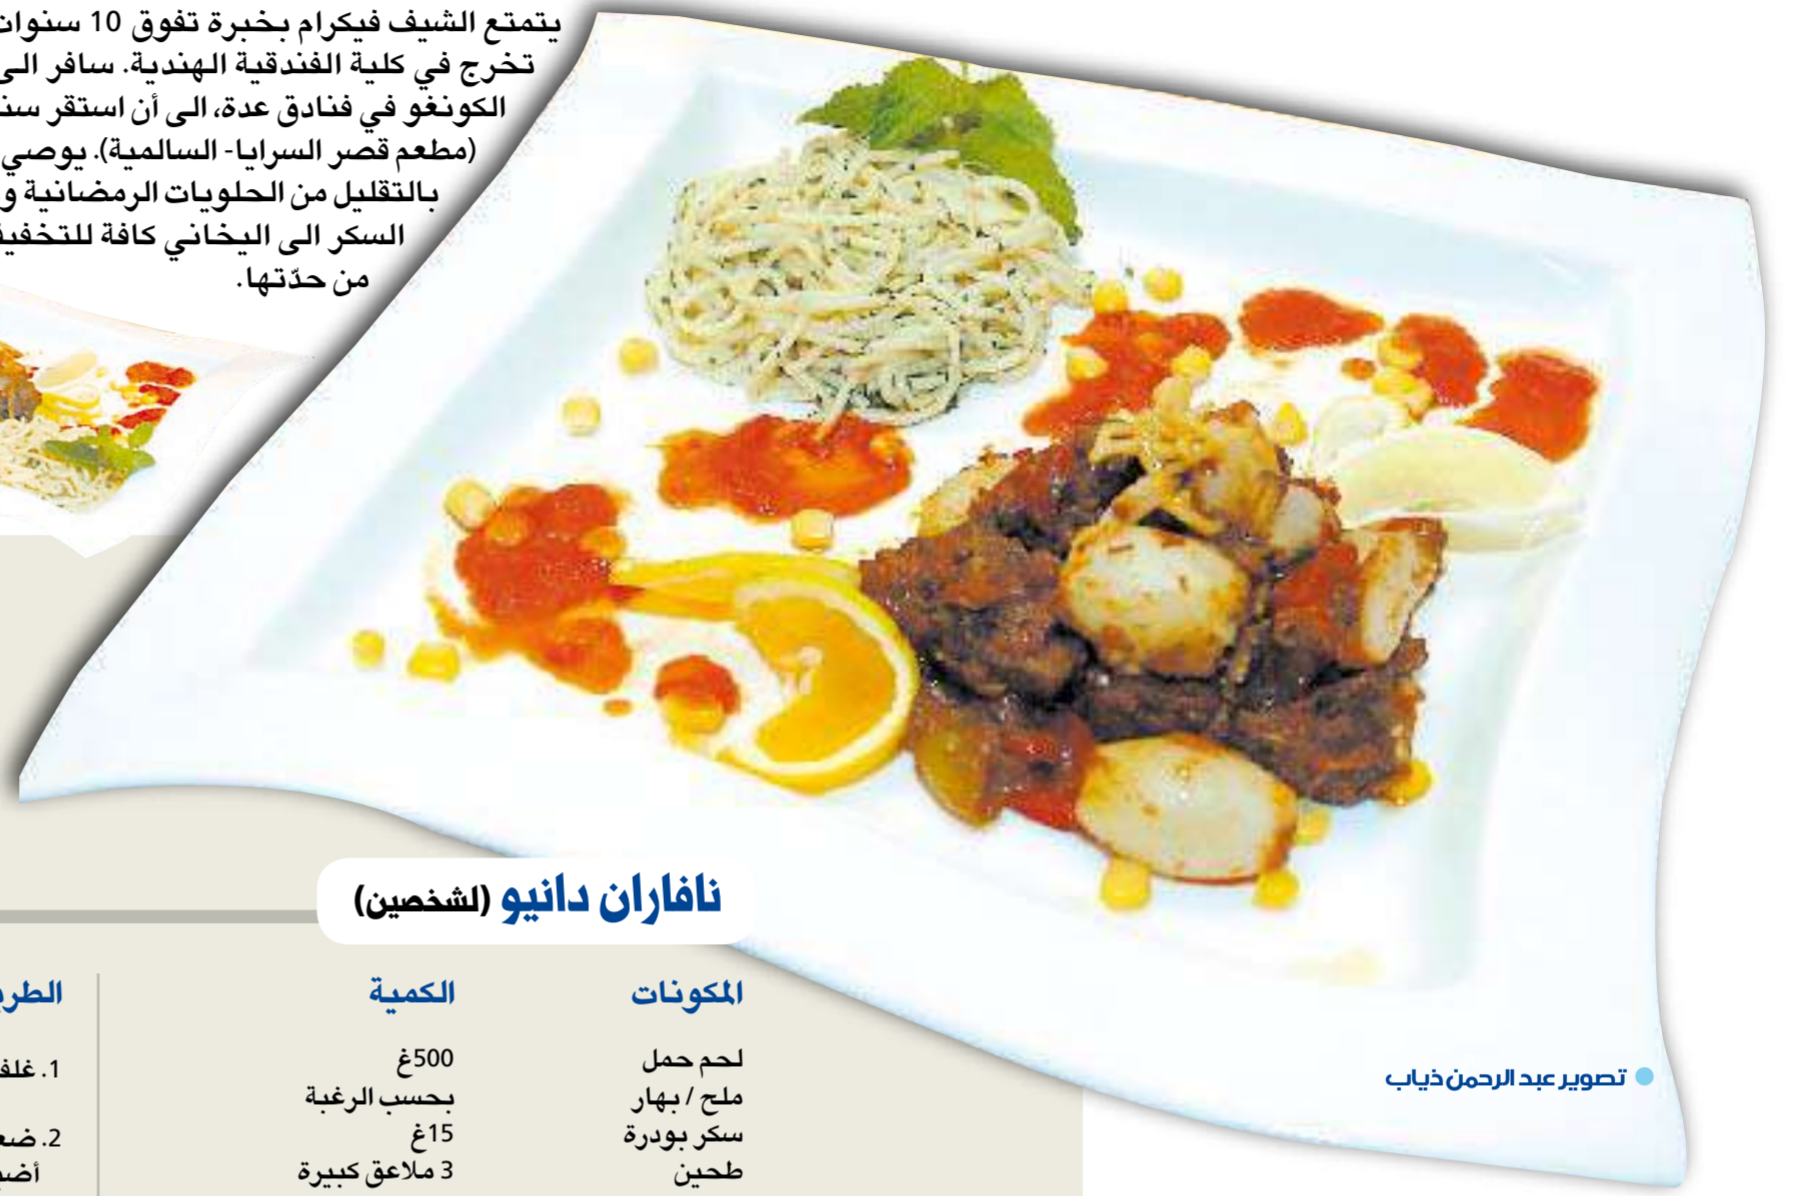 يتمتع الشيف فيكرام بخبرة تفوق 10 سنوات
تخرج في كلية الفندقية الهندية. سافر الى
الكونغو في فنادق عدة، الى أن استقر
(مطعم قصر السرايا- السالمية). يوصي
بالتقليل من الحلويات الرمضانية و
السكر الى اليخاني كافة
من حدّتها.
نافاران دانيو (لشخصين)
المكونات الكمية
لحم حمل 500غ
ملح / بهار بحسب الرغبة
سكر بودرة 15غ
طحين 3 ملاعق كبيرة
1.
2.
تصوير عبد الرحمن ذياب